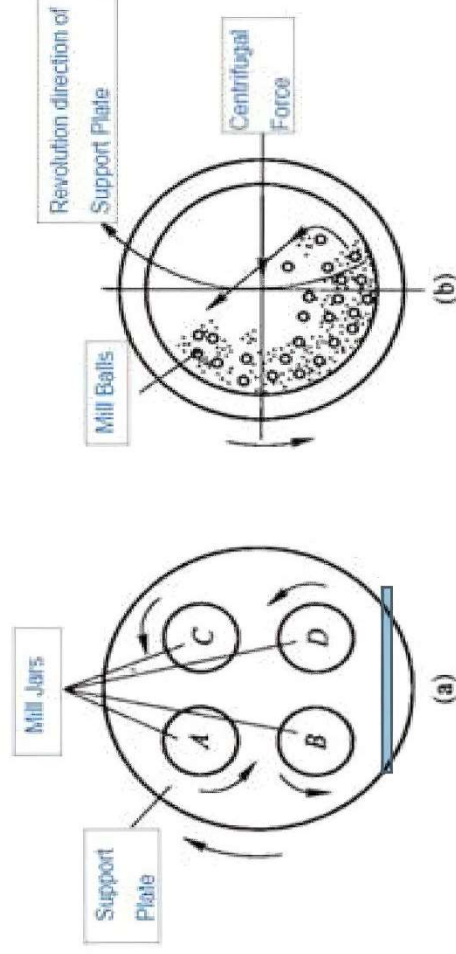 Mill Jars
Support
Plate
A
C
B
D
(a)
Revolution direction of
Support Plate
Mill Balls
Centrifugal
Force
(b)